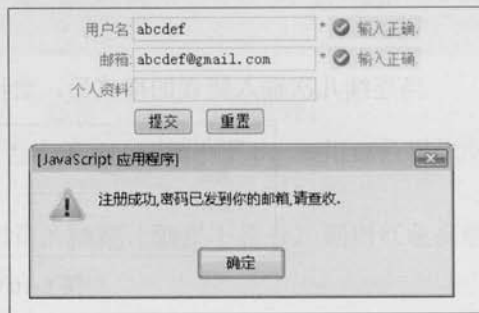 用户名 abcdef * 输入正确.
邮箱 abcdef@gmail.com * 输入正确.
个人资料
提交 重置
[JavaScript 应用程序]
注册成功,密码已发到你的邮箱,请查收.
确定